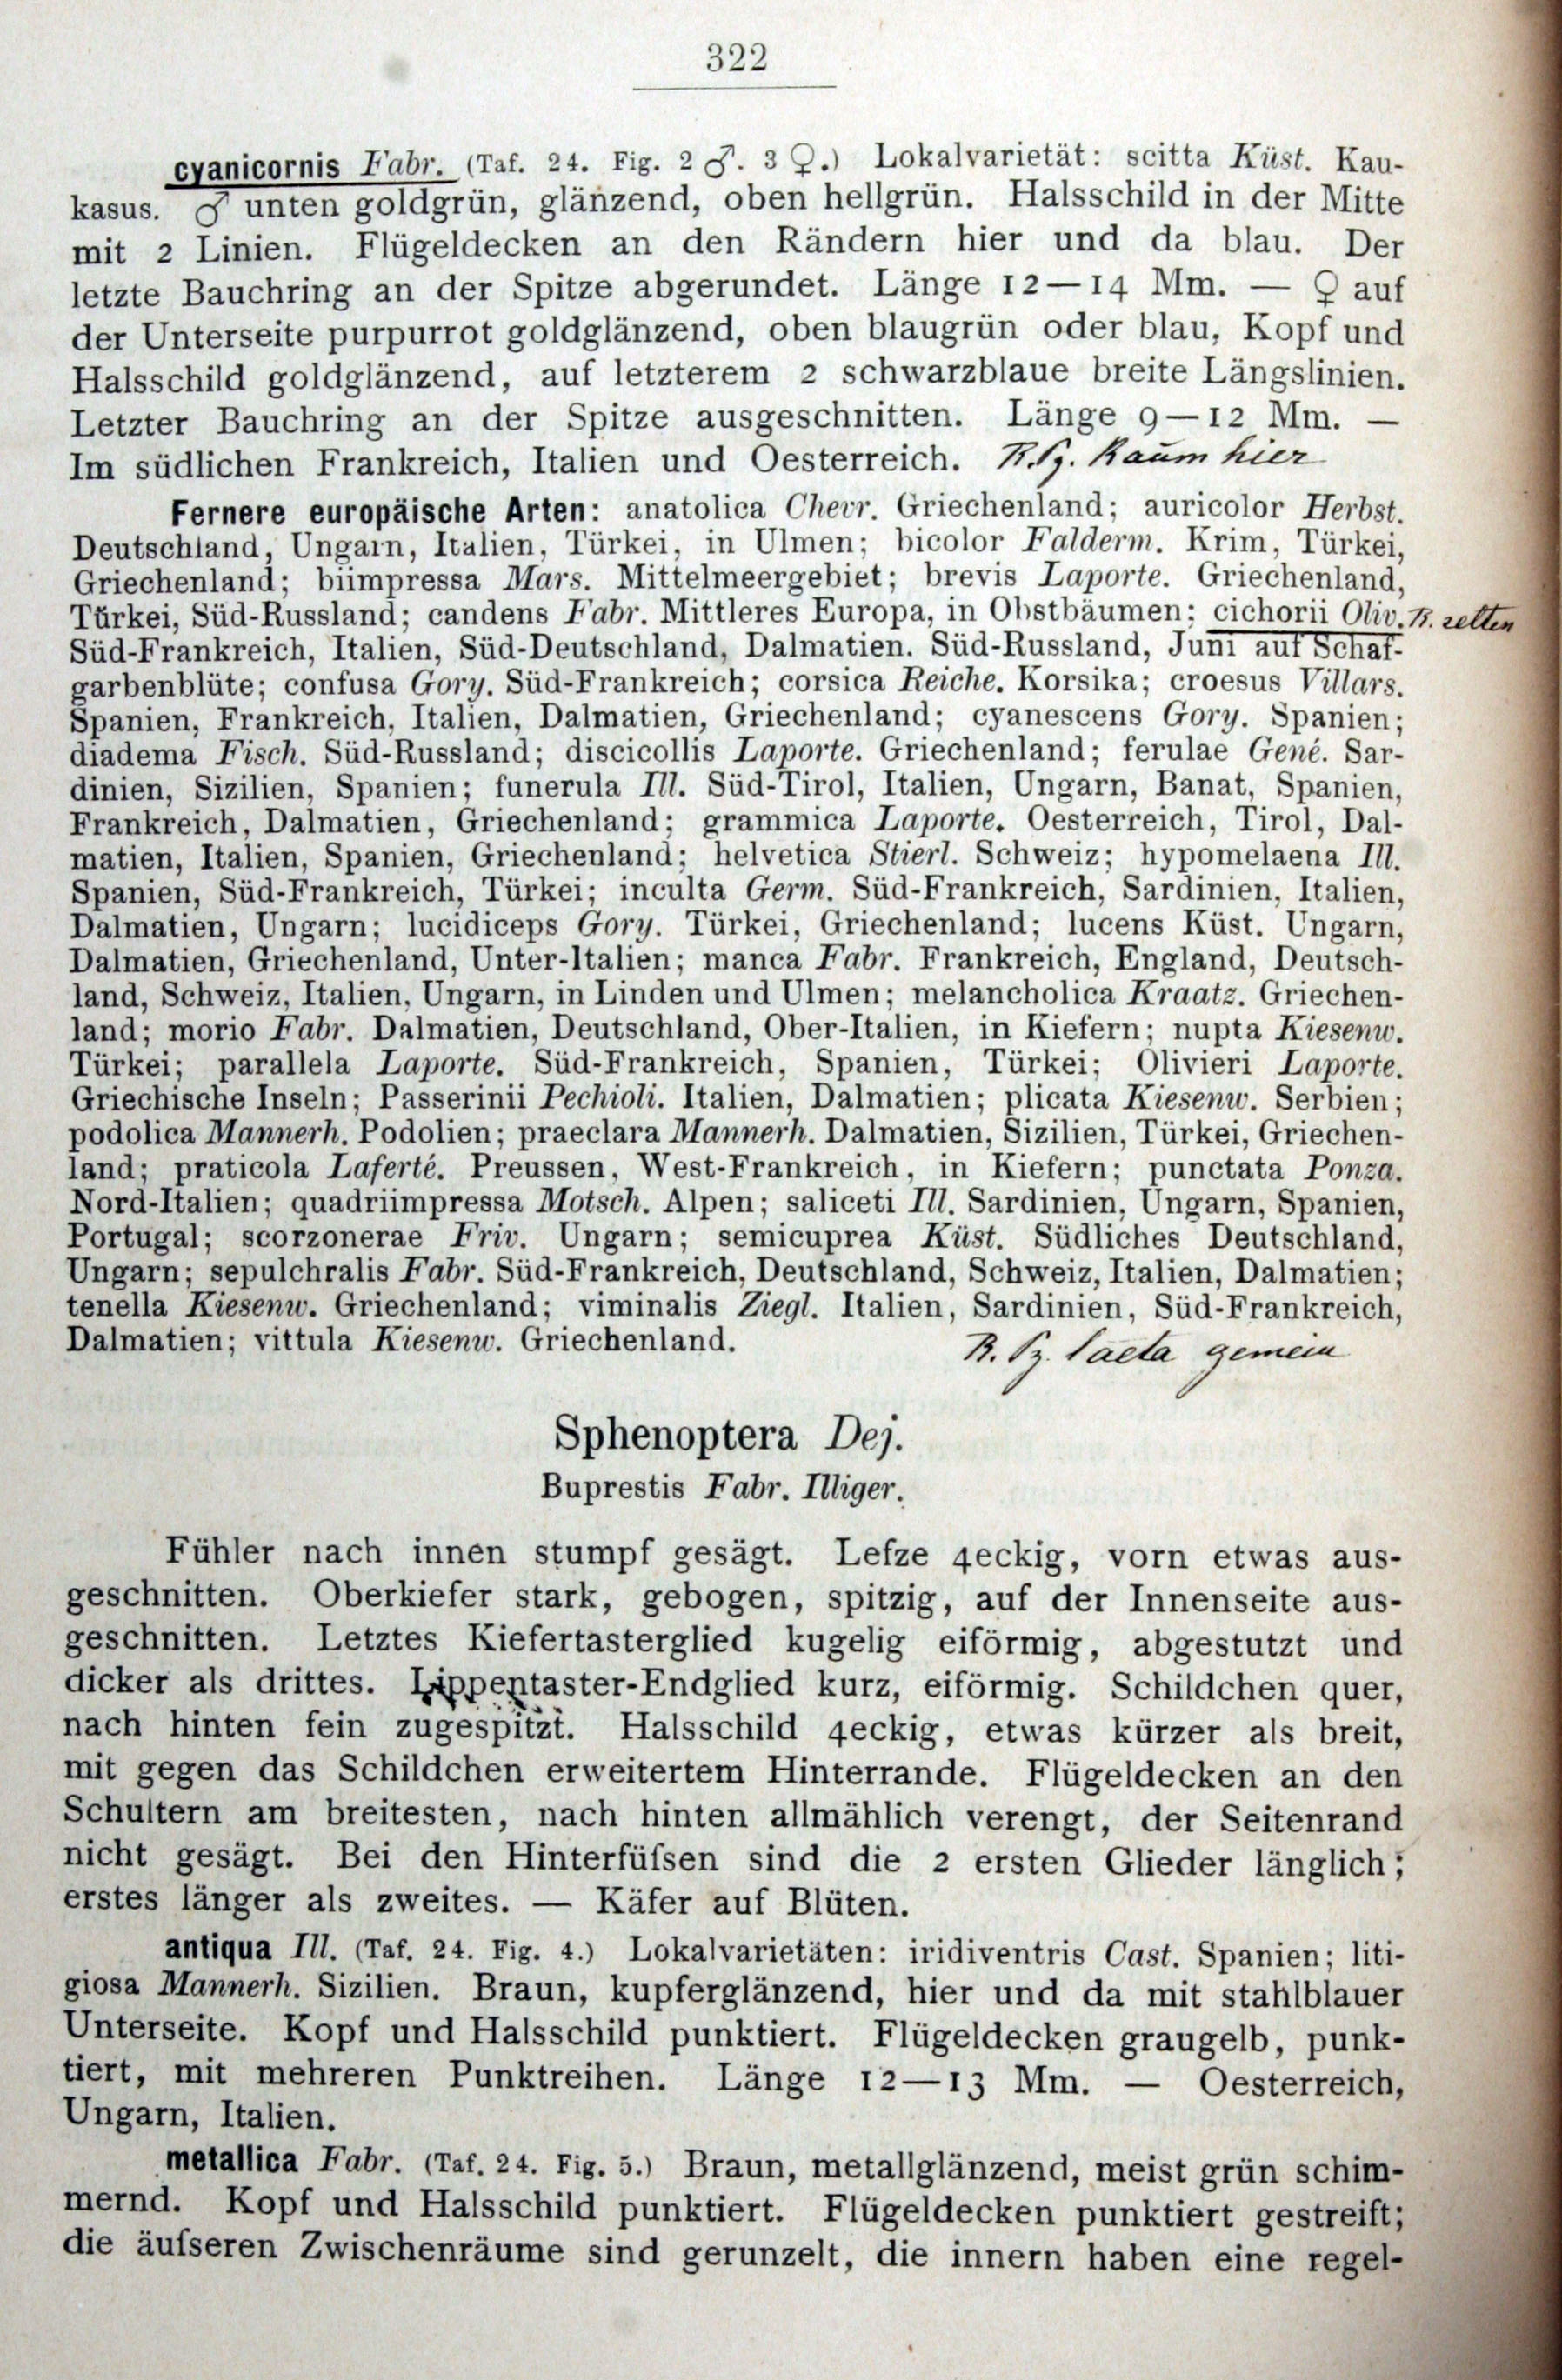 322
cyanicornis Fabr. (Taf. 24. Fig. 2 ♂. 3 ♀.) Lokalvarietät: scitta Küst. Kau-
kasus. ♂ unten goldgrün, glänzend, oben hellgrün. Halsschild in der Mitte
mit 2 Linien. Flügeldecken an den Rändern hier und da blau. Der
letzte Bauchring an der Spitze abgerundet. Länge 12—14 Mm. — ♀ auf
der Unterseite purpurrot goldglänzend, oben blaugrün oder blau, Kopf und
Halsschild goldglänzend, auf letzterem 2 schwarzblaue breite Längslinien.
Letzter Bauchring an der Spitze ausgeschnitten. Länge 9—12 Mm. —
Im südlichen Frankreich, Italien und Oesterreich. Kaum hier
Fernere europäische Arten: anatolica Chevr. Griechenland; auricolor Herbst.
Deutschland, Ungarn, Italien, Türkei, in Ulmen; bicolor Falderm. Krim, Türkei,
Griechenland; biimpressa Mars. Mittelmeergebiet; brevis Laporte. Griechenland,
Türkei, Süd-Russland; candens Fabr. Mittleres Europa, in Obstbäumen; cichorii Oliv. R. selten
Süd-Frankreich, Italien, Süd-Deutschland, Dalmatien. Süd-Russland, Juni auf Schaf-
garbenblüte; confusa Gory. Süd-Frankreich; corsica Reiche. Korsika; croesus Villars.
Spanien, Frankreich, Italien, Dalmatien, Griechenland; cyanescens Gory. Spanien;
diadema Fisch. Süd-Russland; discicollis Laporte. Griechenland; ferulae Gené. Sar-
dinien, Sizilien, Spanien; funerula Ill. Süd-Tirol, Italien, Ungarn, Banat, Spanien,
Frankreich, Dalmatien, Griechenland; grammica Laporte. Oesterreich, Tirol, Dal-
matien, Italien, Spanien, Griechenland; helvetica Stierl. Schweiz; hypomelaena Ill.
Spanien, Süd-Frankreich, Türkei; inculta Germ. Süd-Frankreich, Sardinien, Italien,
Dalmatien, Ungarn; lucidiceps Gory. Türkei, Griechenland; lucens Küst. Ungarn,
Dalmatien, Griechenland, Unter-Italien; manca Fabr. Frankreich, England, Deutsch-
land, Schweiz, Italien, Ungarn, in Linden und Ulmen; melancholica Kraatz. Griechen-
land; morio Fabr. Dalmatien, Deutschland, Ober-Italien, in Kiefern; nupta Kiesenw.
Türkei; parallela Laporte. Süd-Frankreich, Spanien, Türkei; Olivieri Laporte.
Griechische Inseln; Passerinii Pechioli. Italien, Dalmatien; plicata Kiesenw. Serbien;
podolica Mannerh. Podolien; praeclara Mannerh. Dalmatien, Sizilien, Türkei, Griechen-
land; praticola Laferté. Preussen, West-Frankreich, in Kiefern; punctata Ponza.
Nord-Italien; quadriimpressa Motsch. Alpen; saliceti Ill. Sardinien, Ungarn, Spanien,
Portugal; scorzonerae Friv. Ungarn; semicuprea Küst. Südliches Deutschland,
Ungarn; sepulchralis Fabr. Süd-Frankreich, Deutschland, Schweiz, Italien, Dalmatien;
tenella Kiesenw. Griechenland; viminalis Ziegl. Italien, Sardinien, Süd-Frankreich,
Dalmatien; vittula Kiesenw. Griechenland.
laeta gemein
Sphenoptera Dej.
Buprestis Fabr. Illiger.
Fühler nach innen stumpf gesägt. Lefze 4eckig, vorn etwas aus-
geschnitten. Oberkiefer stark, gebogen, spitzig, auf der Innenseite aus-
geschnitten. Letztes Kiefertasterglied kugelig eiförmig, abgestutzt und
dicker als drittes. Lippentaster-Endglied kurz, eiförmig. Schildchen quer,
nach hinten fein zugespitzt. Halsschild 4eckig, etwas kürzer als breit,
mit gegen das Schildchen erweitertem Hinterrande. Flügeldecken an den
Schultern am breitesten, nach hinten allmählich verengt, der Seitenrand
nicht gesägt. Bei den Hinterfüſsen sind die 2 ersten Glieder länglich;
erstes länger als zweites. — Käfer auf Blüten.
antiqua Ill. (Taf. 24. Fig. 4.) Lokalvarietäten: iridiventris Cast. Spanien; liti-
giosa Mannerh. Sizilien. Braun, kupferglänzend, hier und da mit stahlblauer
Unterseite. Kopf und Halsschild punktiert. Flügeldecken graugelb, punk-
tiert, mit mehreren Punktreihen. Länge 12—13 Mm. — Oesterreich,
Ungarn, Italien.
metallica Fabr. (Taf. 24. Fig. 5.) Braun, metallglänzend, meist grün schim-
mernd. Kopf und Halsschild punktiert. Flügeldecken punktiert gestreift;
die äuſseren Zwischenräume sind gerunzelt, die innern haben eine regel-